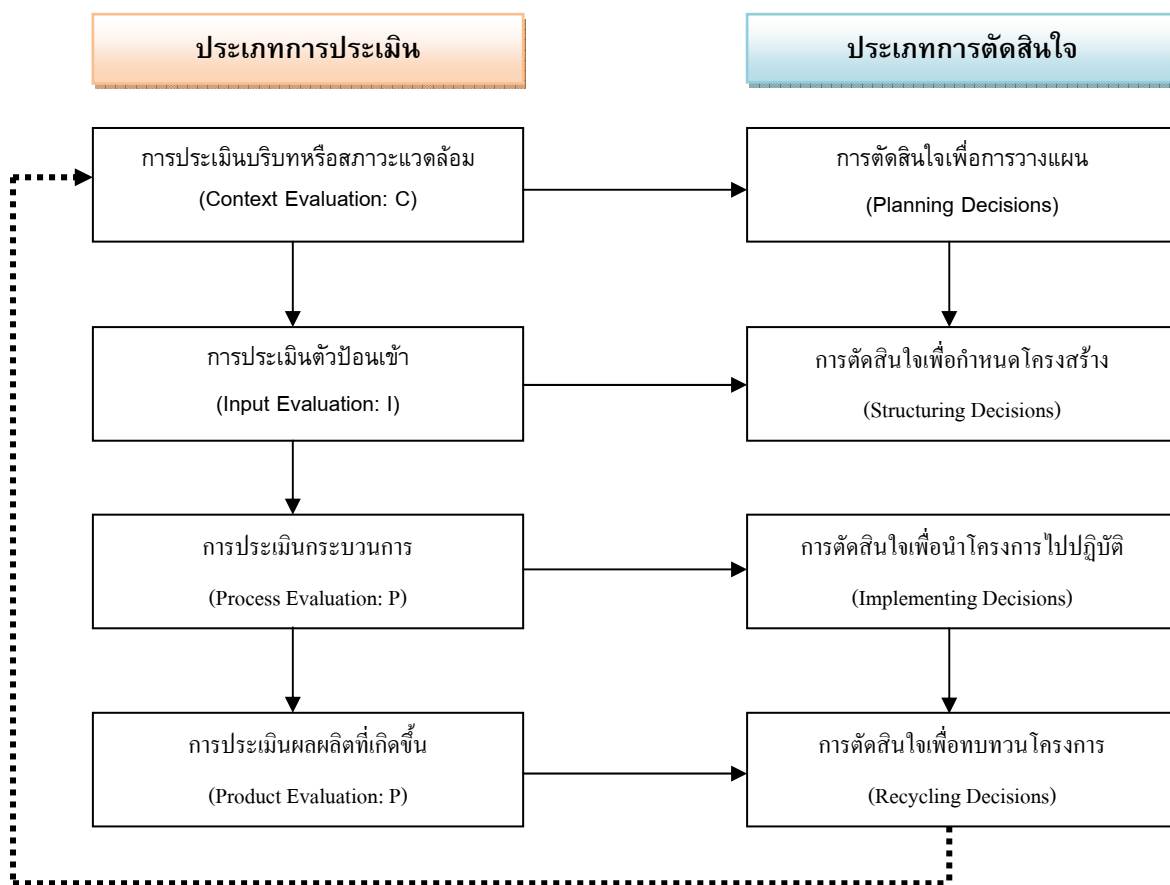 ประเภทการประเมิน
ประเภทการตัดสินใจ
การประเมินบริบทหรือสภาวะแวดล้อม
(Context Evaluation: C)
การตัดสินใจเพื่อการวางแผน
(Planning Decisions)
การประเมินตัวป้อนเข้า
(Input Evaluation: I)
การตัดสินใจเพื่อกำหนดโครงสร้าง
(Structuring Decisions)
การประเมินกระบวนการ
(Process Evaluation: P)
การตัดสินใจเพื่อนำโครงการไปปฏิบัติ
(Implementing Decisions)
การประเมินผลผลิตที่เกิดขึ้น
(Product Evaluation: P)
การตัดสินใจเพื่อทบทวนโครงการ
(Recycling Decisions)